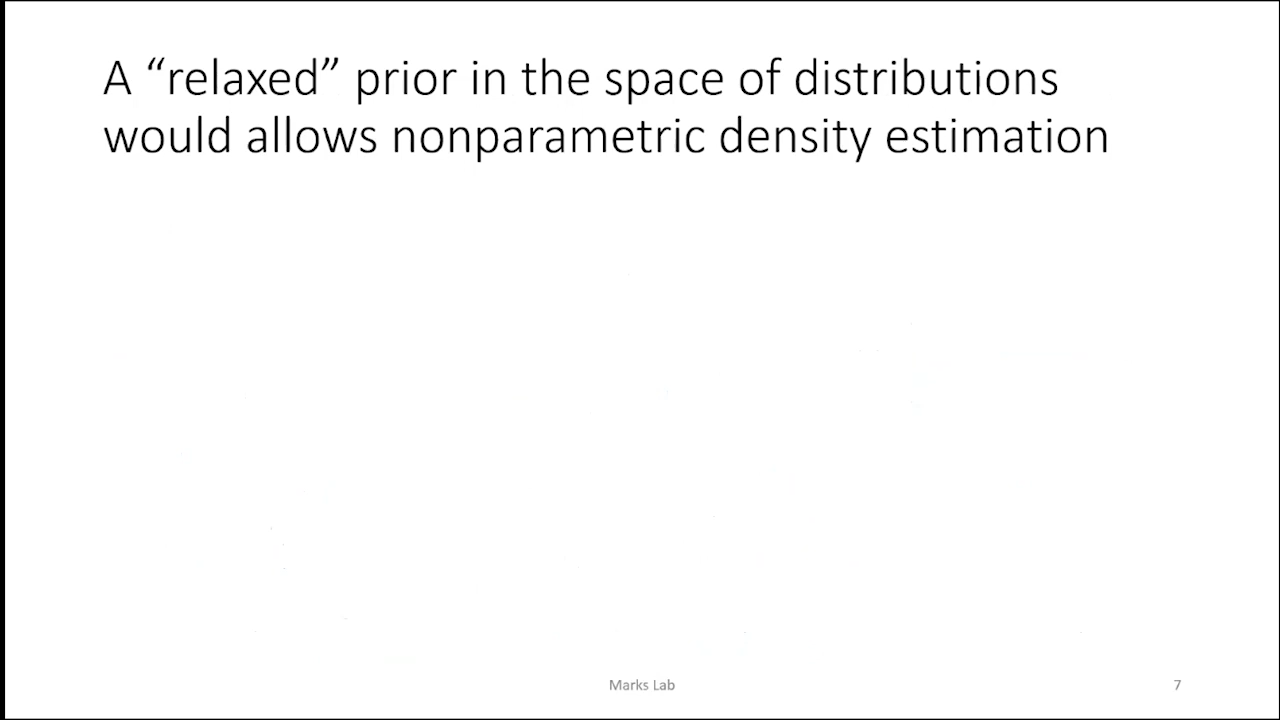 A “relaxed” prior in the space of distributions
would allows nonparametric density estimation
Marks Lab
7